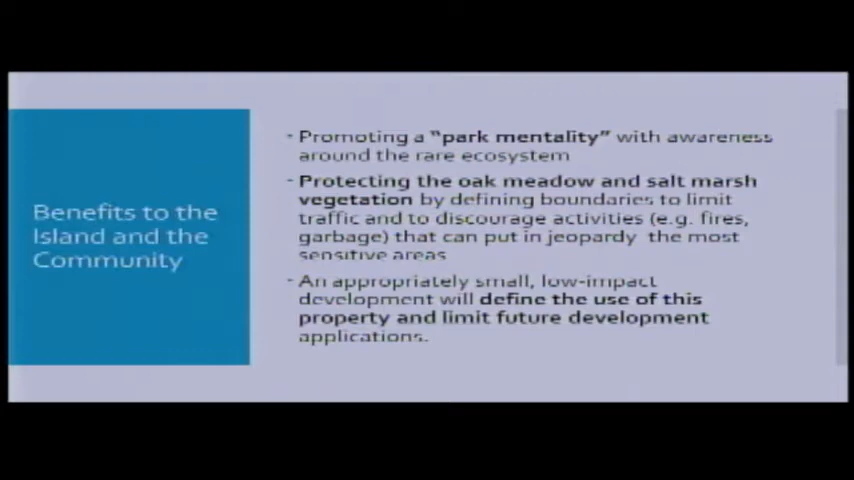 Benefits to the
Island and the
Community
- Promoting a “park mentality” with awareness
around the rare ecosystem
- Protecting the oak meadow and salt marsh
vegetation by defining boundaries to limit
traffic and to discourage activities (e.g. fires,
garbage) that can put in jeopardy the most
sensitive areas
- An appropriately small, low-impact
development will define the use of this
property and limit future development
applications.